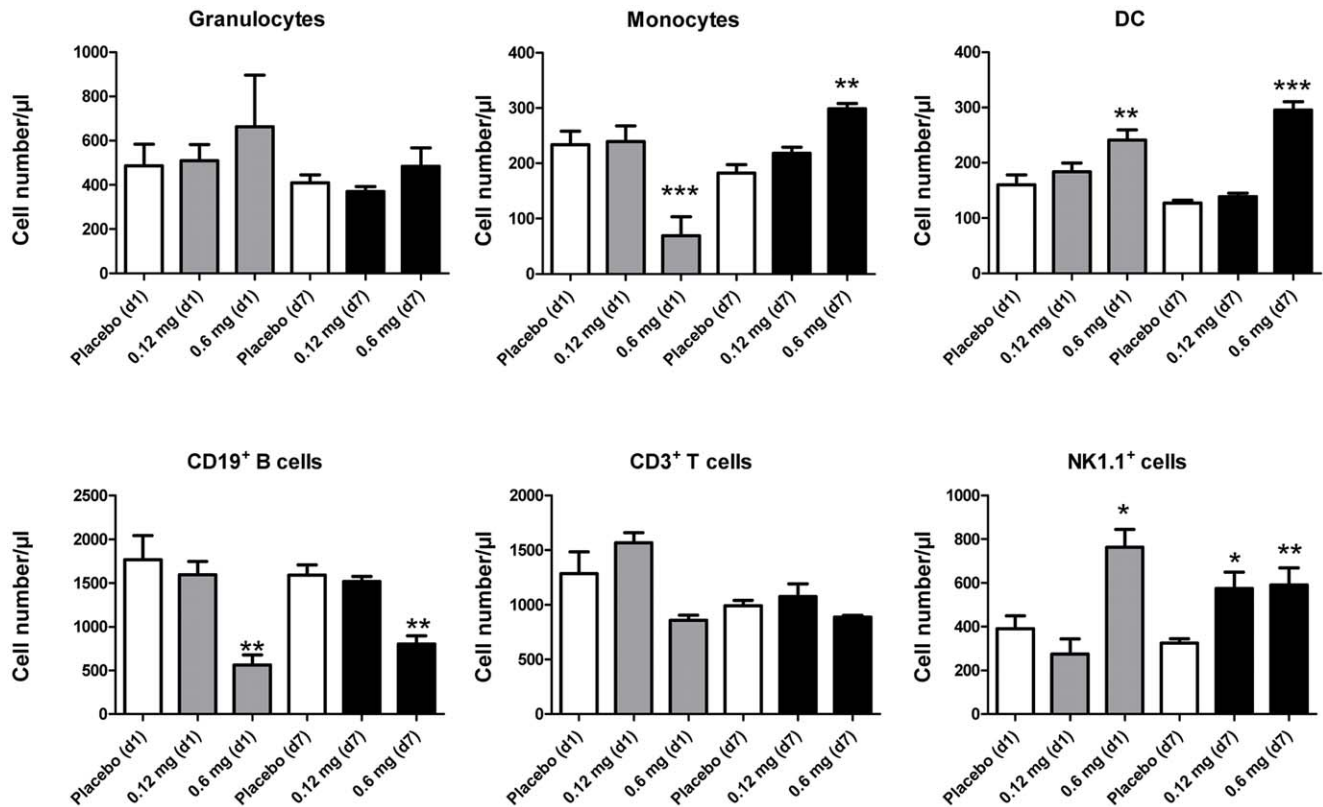 Granulocytes
Cell number/µl
1000
800
600
400
200
0
Placebo (d1)
0.12 mg (d1)
0.6 mg (d1)
Placebo (d7)
0.12 mg (d7)
0.6 mg (d7)
Monocytes
Cell number/µl
400
300
200
100
0
***
**
Placebo (d1)
0.12 mg (d1)
0.6 mg (d1)
Placebo (d7)
0.12 mg (d7)
0.6 mg (d7)
DC
Cell number/µl
400
300
200
100
0
**
***
Placebo (d1)
0.12 mg (d1)
0.6 mg (d1)
Placebo (d7)
0.12 mg (d7)
0.6 mg (d7)
CD19⁺ B cells
Cell number/µl
2500
2000
1500
1000
500
0
**
**
Placebo (d1)
0.12 mg (d1)
0.6 mg (d1)
Placebo (d7)
0.12 mg (d7)
0.6 mg (d7)
CD3⁺ T cells
Cell number/µl
2000
1500
1000
500
0
Placebo (d1)
0.12 mg (d1)
0.6 mg (d1)
Placebo (d7)
0.12 mg (d7)
0.6 mg (d7)
NK1.1⁺ cells
Cell number/µl
1000
800
600
400
200
0
*
*
**
Placebo (d1)
0.12 mg (d1)
0.6 mg (d1)
Placebo (d7)
0.12 mg (d7)
0.6 mg (d7)